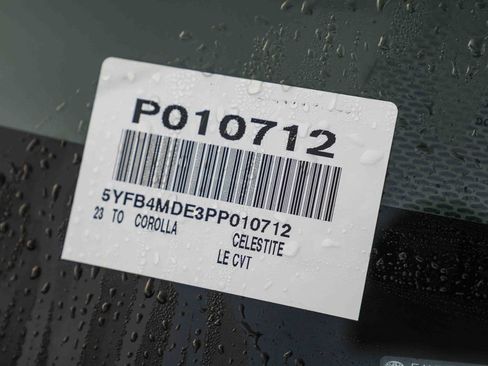 P010712
5YFB4MDE3PP010712
23 TO COROLLA
CELESTITE
LE CVT